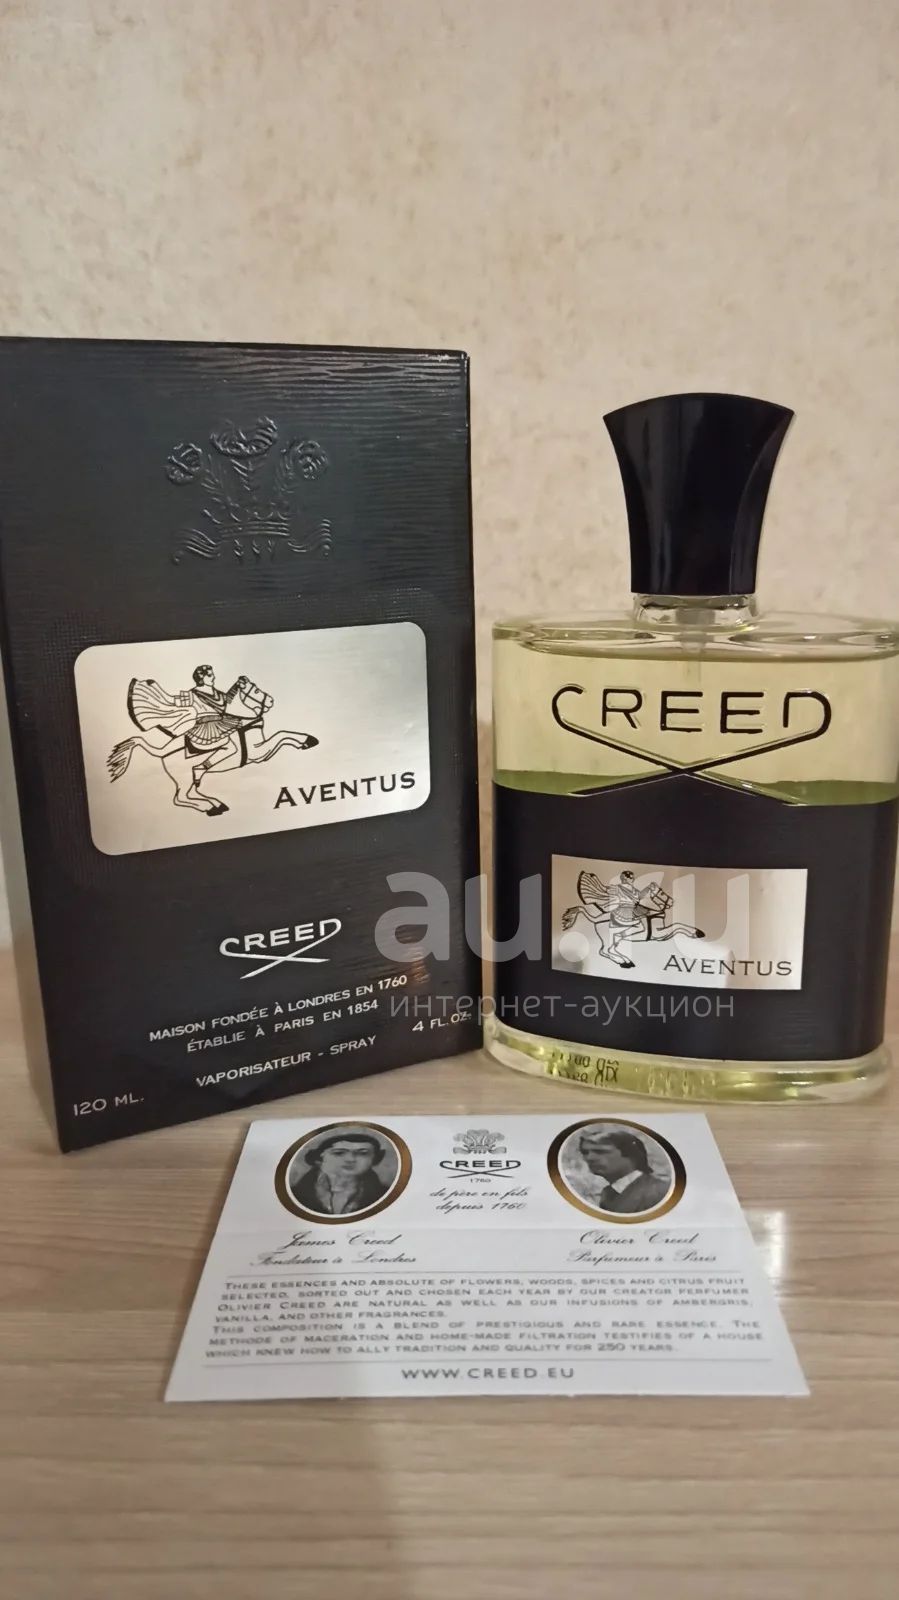 AVENTUS
CREED
MAISON FONDÉE À LONDRES EN 1760
ÉTABLIE À PARIS EN 1854
VAPORISATEUR - SPRAY
4 FL.OZ.
120 ML.
CREED
AVENTUS
au.ru
интернет-аукцион
CREED
1760
de père en fils
depuis 1760
James Creed
Fondateur à Londres
Olivier Creed
Parfumeur à Paris
THESE ESSENCES AND ABSOLUTE OF FLOWERS, WOODS, SPICES AND CITRUS FRUIT
SELECTED, SORTED OUT AND CHOSEN EACH YEAR BY OUR CREATOR PERFUMER
OLIVIER CREED ARE NATURAL AS WELL AS OUR INFUSIONS OF AMBERGRIS,
VANILLA, AND OTHER FRAGRANCES.
THIS COMPOSITION IS A BLEND OF PRESTIGIOUS AND RARE ESSENCE. THE
METHODE OF MACERATION AND HOME-MADE FILTRATION TESTIFIES OF A HOUSE
WHICH KNEW HOW TO ALLY TRADITION AND QUALITY FOR 250 YEARS.
WWW.CREED.EU